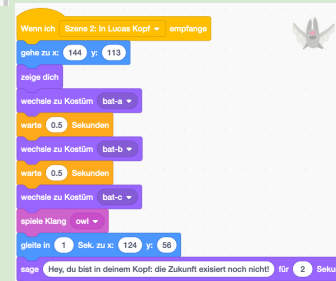 Wenn ich Szene 2: In Lucas Kopf empfange
gehe zu x: 144 y: 113
zeige dich
wechsle zu Kostüm bat-a
warte 0.5 Sekunden
wechsle zu Kostüm bat-b
warte 0.5 Sekunden
wechsle zu Kostüm bat-c
spiele Klang owl
gleite in 1 Sek. zu x: 124 y: 56
sage Hey, du bist in deinem Kopf: die Zukunft exisiert noch nicht! für 2 Seku